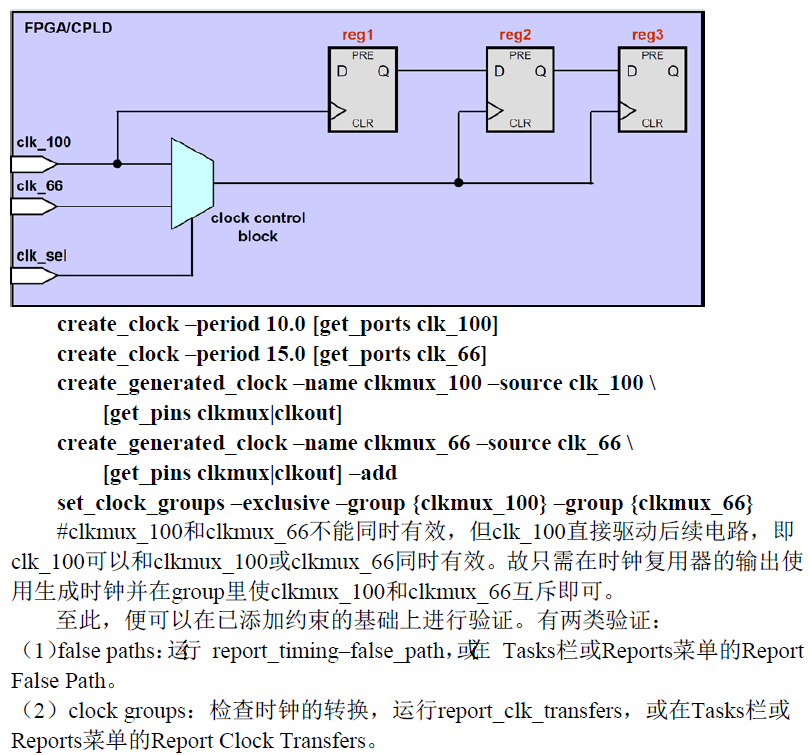 FPGA/CPLD
reg1
reg2
reg3
PRE
PRE
PRE
D Q
D Q
D Q
CLR
CLR
CLR
clk_100
clk_66
clk_sel
clock control
block
create_clock –period 10.0 [get_ports clk_100]
create_clock –period 15.0 [get_ports clk_66]
create_generated_clock –name clkmux_100 –source clk_100 \
[get_pins clkmux|clkout]
create_generated_clock –name clkmux_66 –source clk_66 \
[get_pins clkmux|clkout] –add
set_clock_groups –exclusive –group {clkmux_100} –group {clkmux_66}
#clkmux_100和clkmux_66不能同时有效，但clk_100直接驱动后续电路，即
clk_100可以和clkmux_100或clkmux_66同时有效。故只需在时钟复用器的输出使
用生成时钟并在group里使clkmux_100和clkmux_66互斥即可。
至此，便可以在已添加约束的基础上进行验证。有两类验证：
（1）false paths：运行 report_timing–false_path，或在 Tasks栏或Reports菜单的Report
False Path。
（2）clock groups：检查时钟的转换，运行report_clk_transfers，或在Tasks栏或
Reports菜单的Report Clock Transfers。